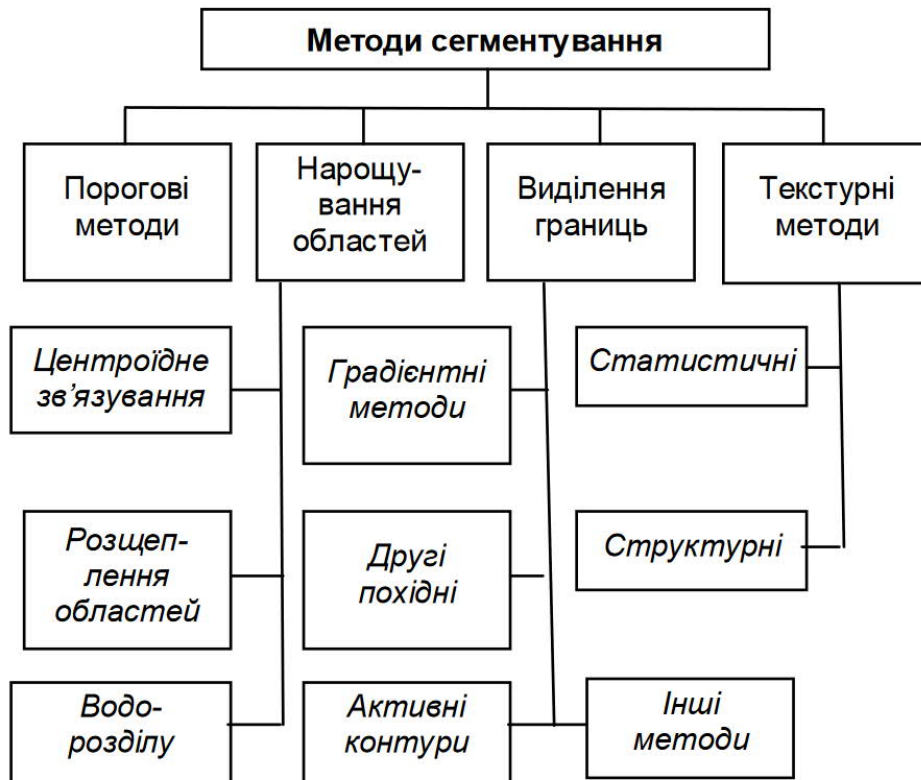 Методи сегментування
Порогові
методи
Нарощу-
вання
областей
Виділення
границь
Текстурні
методи
Центроїдне
зв’язування
Градієнтні
методи
Статистичні
Розщеп-
лення
областей
Другі
похідні
Структурні
Водо-
розділу
Активні
контури
Інші
методи